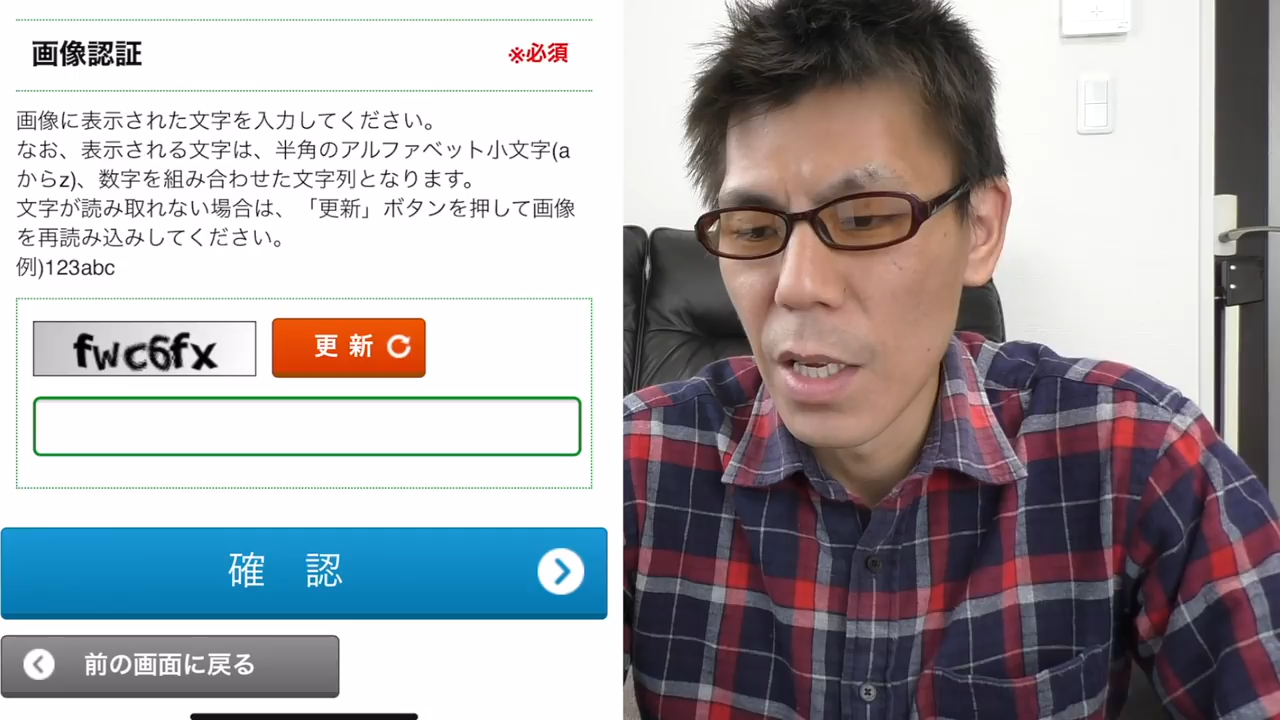 画像認証
※必須
画像に表示された文字を入力してください。
なお、表示される文字は、半角のアルファベット小文字(a
からz)、数字を組み合わせた文字列となります。
文字が読み取れない場合は、「更新」ボタンを押して画像
を再読み込みしてください。
例)123abc
fwc6fx
更新
確認
前の画面に戻る